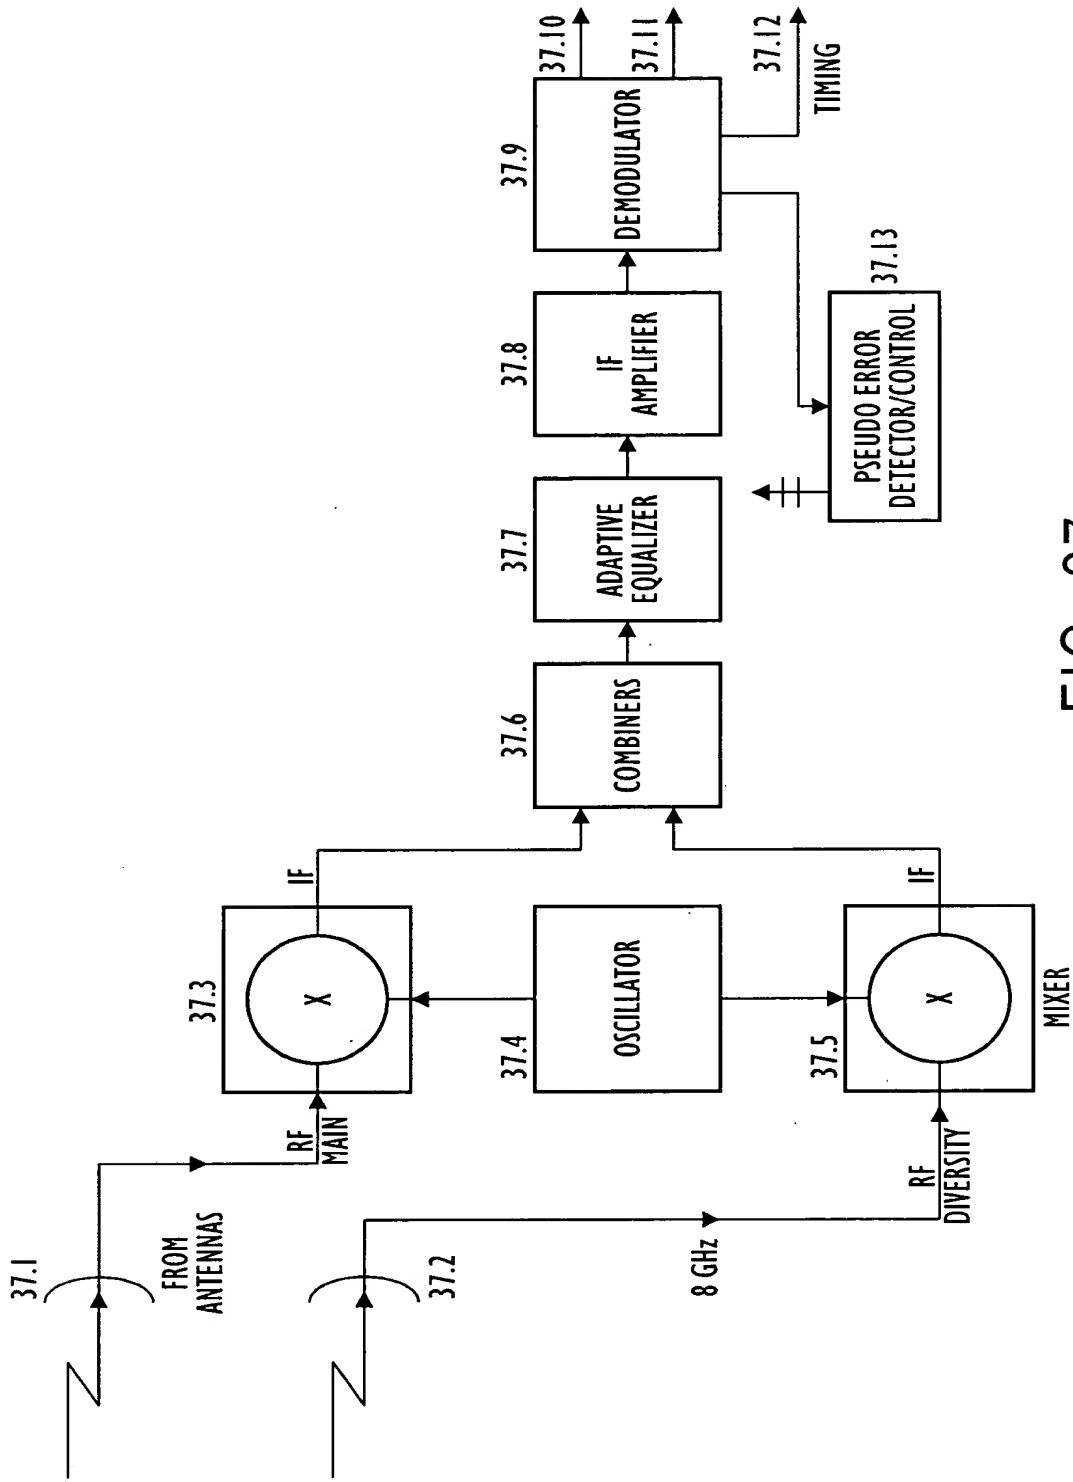 37.1
FROM
ANTENNAS
37.2
8 GHz
RF
MAIN
RF
DIVERSITY
37.3
X
IF
37.4
OSCILLATOR
37.5
X
MIXER
IF
37.6
COMBINERS
37.7
ADAPTIVE
EQUALIZER
37.8
IF
AMPLIFIER
37.9
DEMODULATOR
37.10
37.11
37.12
TIMING
PSEUDO ERROR
DETECTOR/CONTROL
37.13
FIG. 37